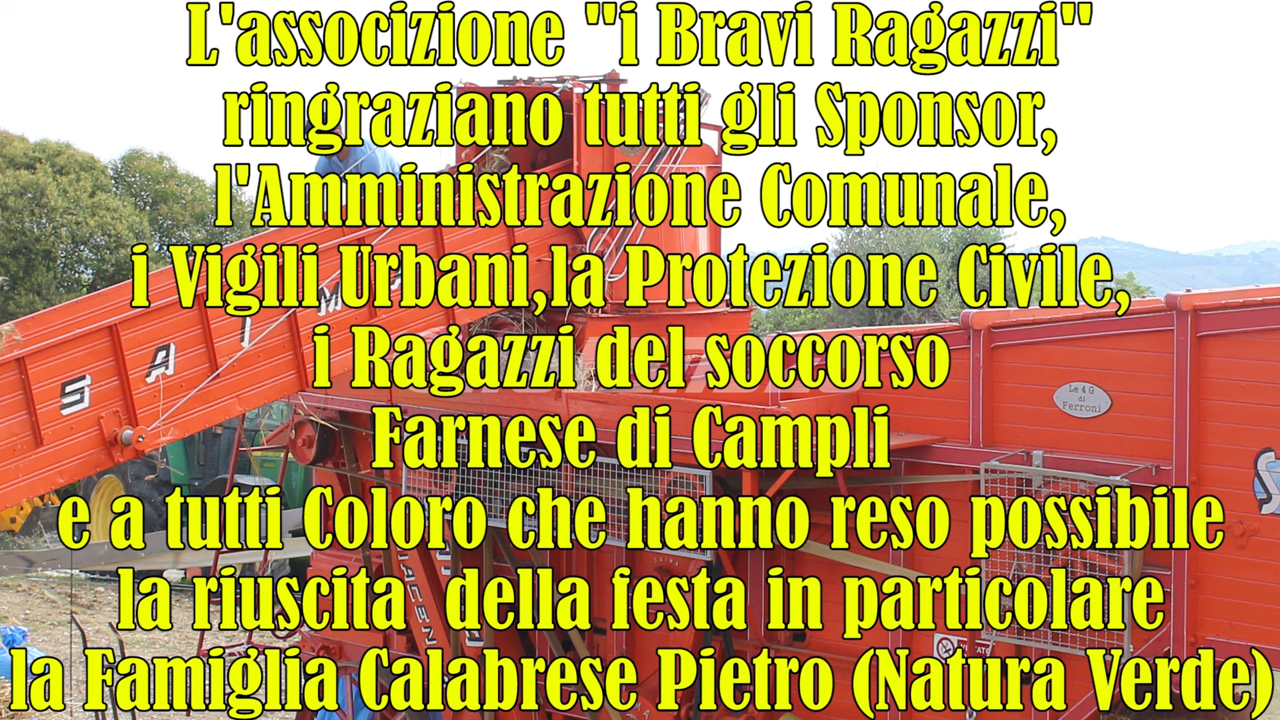 L'associzione "i Bravi Ragazzi"
ringraziano tutti gli Sponsor,
l'Amministrazione Comunale,
i Vigili Urbani,la Protezione Civile,
i Ragazzi del soccorso
Farnese di Campli
e a tutti Coloro che hanno reso possibile
la riuscita della festa in particolare
la Famiglia Calabrese Pietro (Natura Verde)
Le 4 G
di
Ferroni